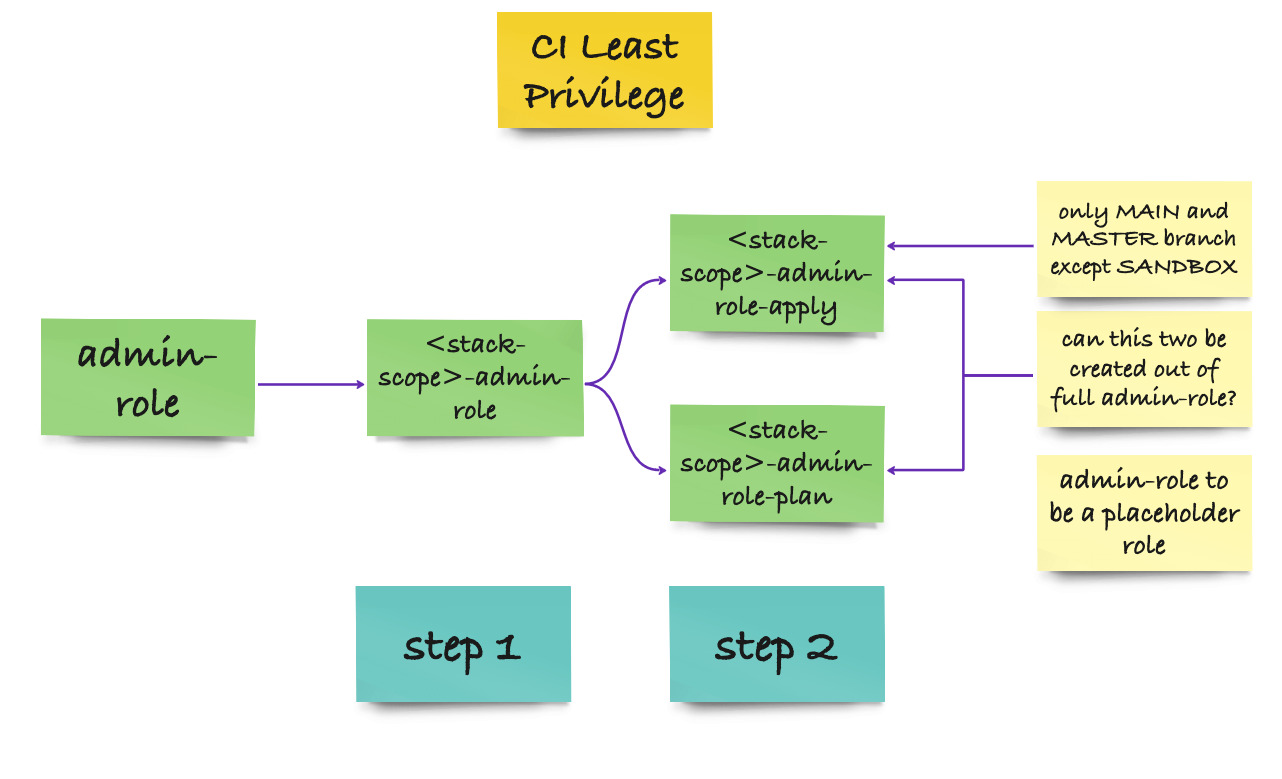 CI Least
Privilege
only MAIN and
MASTER branch
except SANDBOX
<stack-
scope>-admin-
role-apply
admin-
role
<stack-
scope>-admin-
role
can this two be
created out of
full admin-role?
<stack-
scope>-admin-
role-plan
admin-role to
be a placeholder
role
step 1
step 2